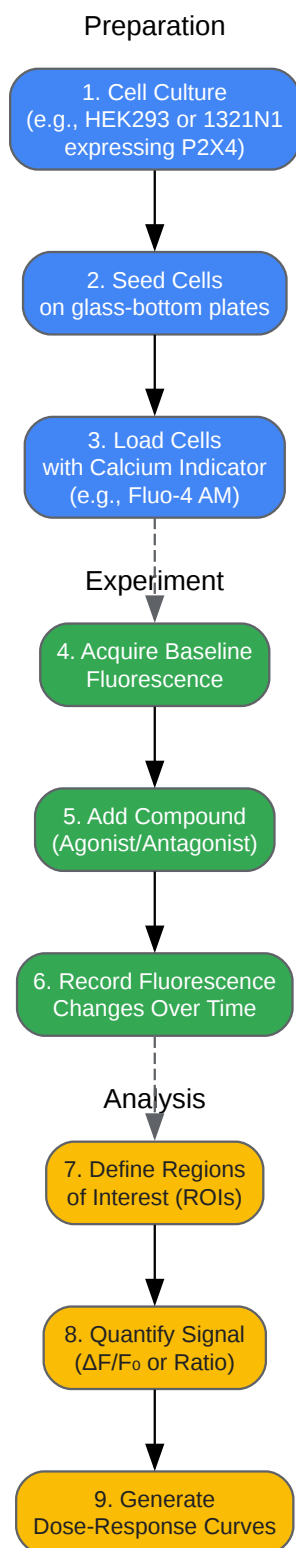 Preparation
1. Cell Culture
(e.g., HEK293 or 1321N1
expressing P2X4)
2. Seed Cells
on glass-bottom plates
3. Load Cells
with Calcium Indicator
(e.g., Fluo-4 AM)
Experiment
4. Acquire Baseline
Fluorescence
5. Add Compound
(Agonist/Antagonist)
6. Record Fluorescence
Changes Over Time
Analysis
7. Define Regions
of Interest (ROIs)
8. Quantify Signal
(ΔF/F₀ or Ratio)
9. Generate
Dose-Response Curves